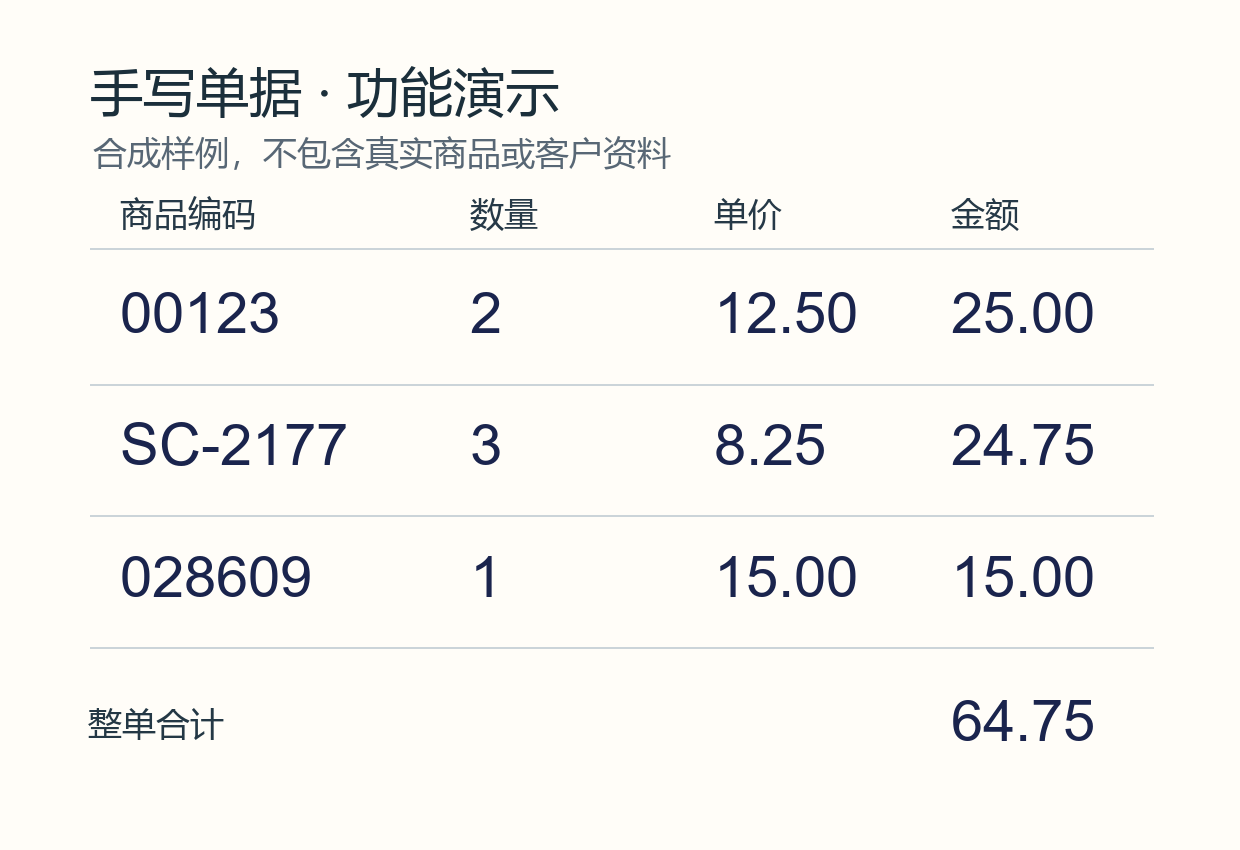 手写单据 · 功能演示
合成样例，不包含真实商品或客户资料
商品编码 数量 单价 金额
00123 2 12.50 25.00
SC-2177 3 8.25 24.75
028609 1 15.00 15.00
整单合计 64.75